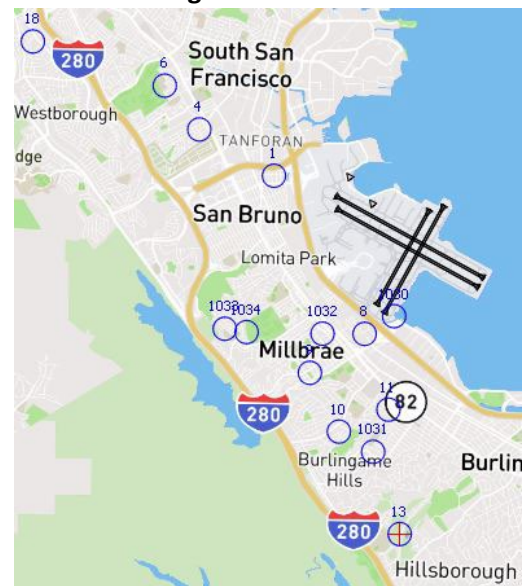 18
280
South San
Francisco
6
Westborough
4
TANFORAN
dge
1
San Bruno
Lomita Park
1030
1033
1034
1032
8
Millbrae
280
11
82
10
1031
Burlingame
Hills
Burlin
13
280
Hillsborough